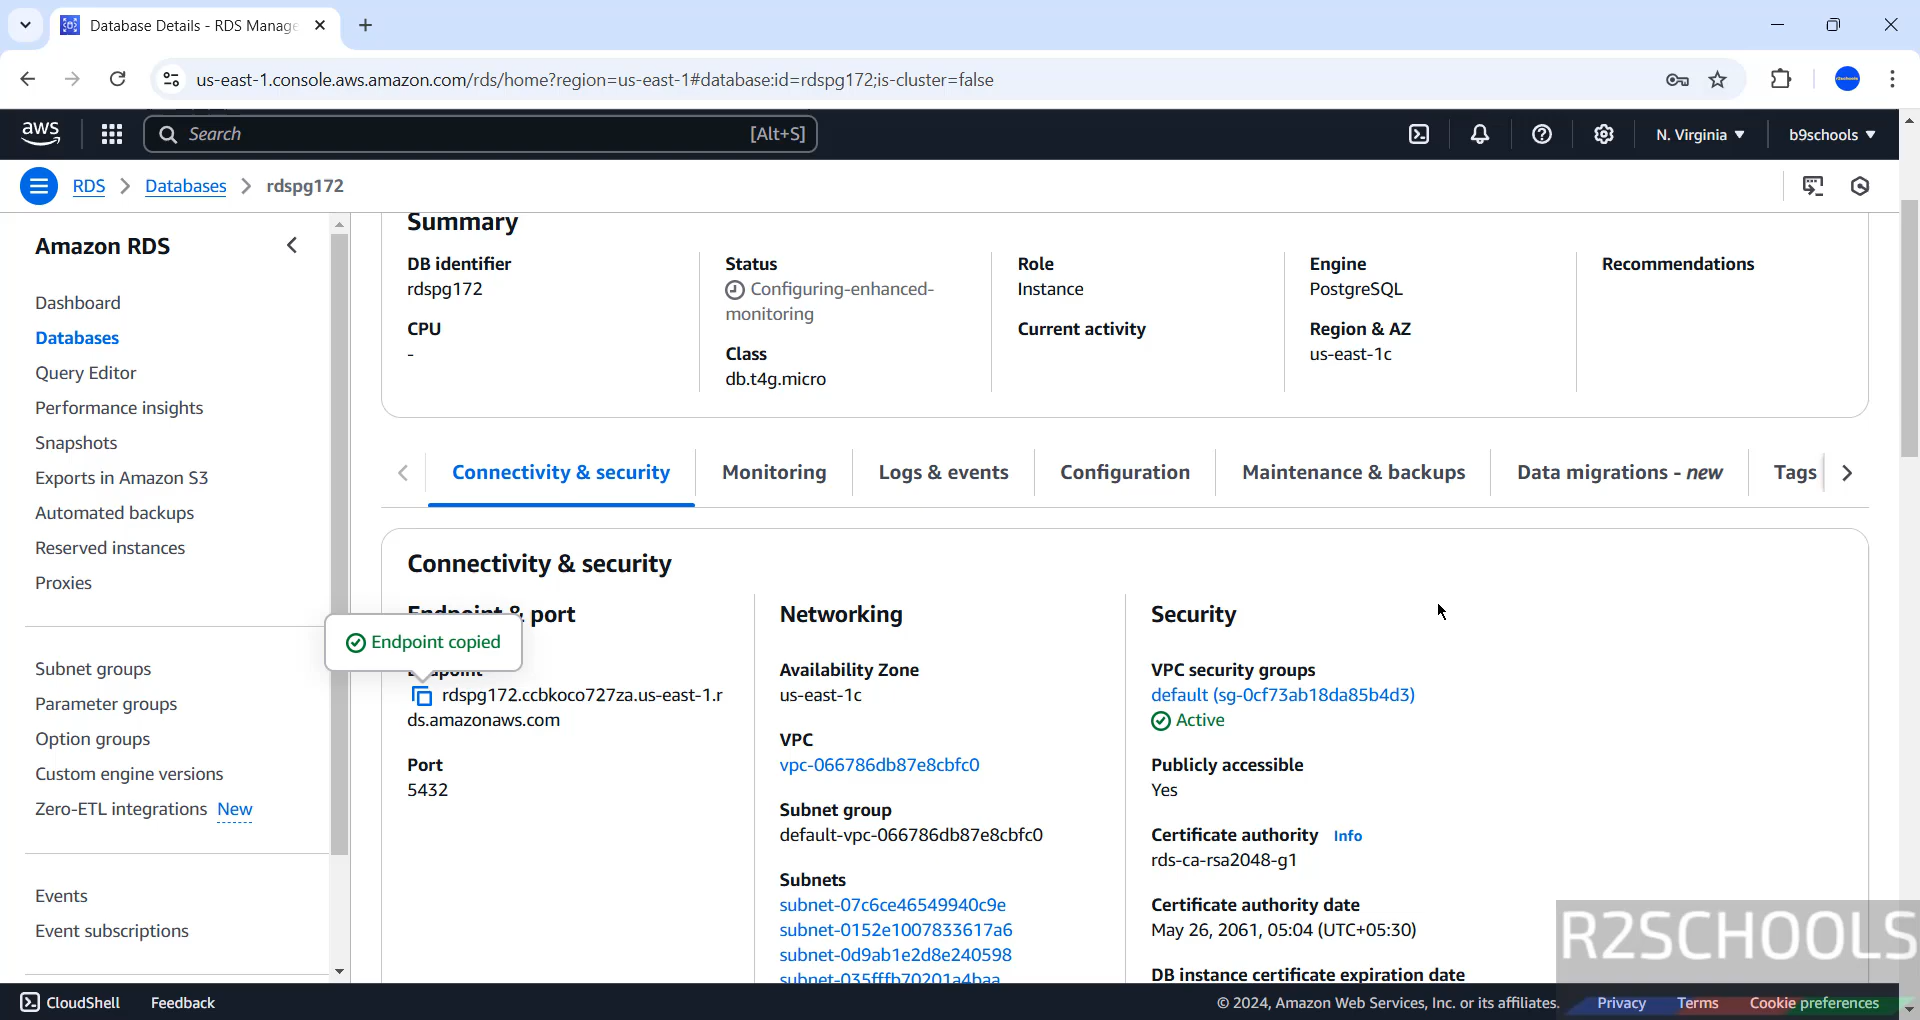 Database Details - RDS Manage
us-east-1.console.aws.amazon.com/rds/home?region=us-east-1#database:id=rdspg172;is-cluster=false
aws
Search
[Alt+S]
N. Virginia
b9schools
RDS
Databases
rdspg172
Amazon RDS
Dashboard
Databases
Query Editor
Performance insights
Snapshots
Exports in Amazon S3
Automated backups
Reserved instances
Proxies
Subnet groups
Parameter groups
Option groups
Custom engine versions
Zero-ETL integrations New
Events
Event subscriptions
Summary
DB identifier
rdspg172
CPU
-
Status
Configuring-enhanced-
monitoring
Class
db.t4g.micro
Role
Instance
Current activity
Engine
PostgreSQL
Region & AZ
us-east-1c
Recommendations
Connectivity & security
Monitoring
Logs & events
Configuration
Maintenance & backups
Data migrations - new
Tags
Connectivity & security
Endpoint & port
Endpoint copied
Endpoint
rdspg172.ccbkoco727za.us-east-1.r
ds.amazonaws.com
Port
5432
Networking
Availability Zone
us-east-1c
VPC
vpc-066786db87e8cbfc0
Subnet group
default-vpc-066786db87e8cbfc0
Subnets
subnet-07c6ce46549940c9e
subnet-0152e1007833617a6
subnet-0d9ab1e2d8e240598
subnet-035fffb70201a4baa
Security
VPC security groups
default (sg-0cf73ab18da85b4d3)
Active
Publicly accessible
Yes
Certificate authority Info
rds-ca-rsa2048-g1
Certificate authority date
May 26, 2061, 05:04 (UTC+05:30)
DB instance certificate expiration date
R2SCHOOLS
CloudShell
Feedback
© 2024, Amazon Web Services, Inc. or its affiliates.
Privacy
Terms
Cookie preferences